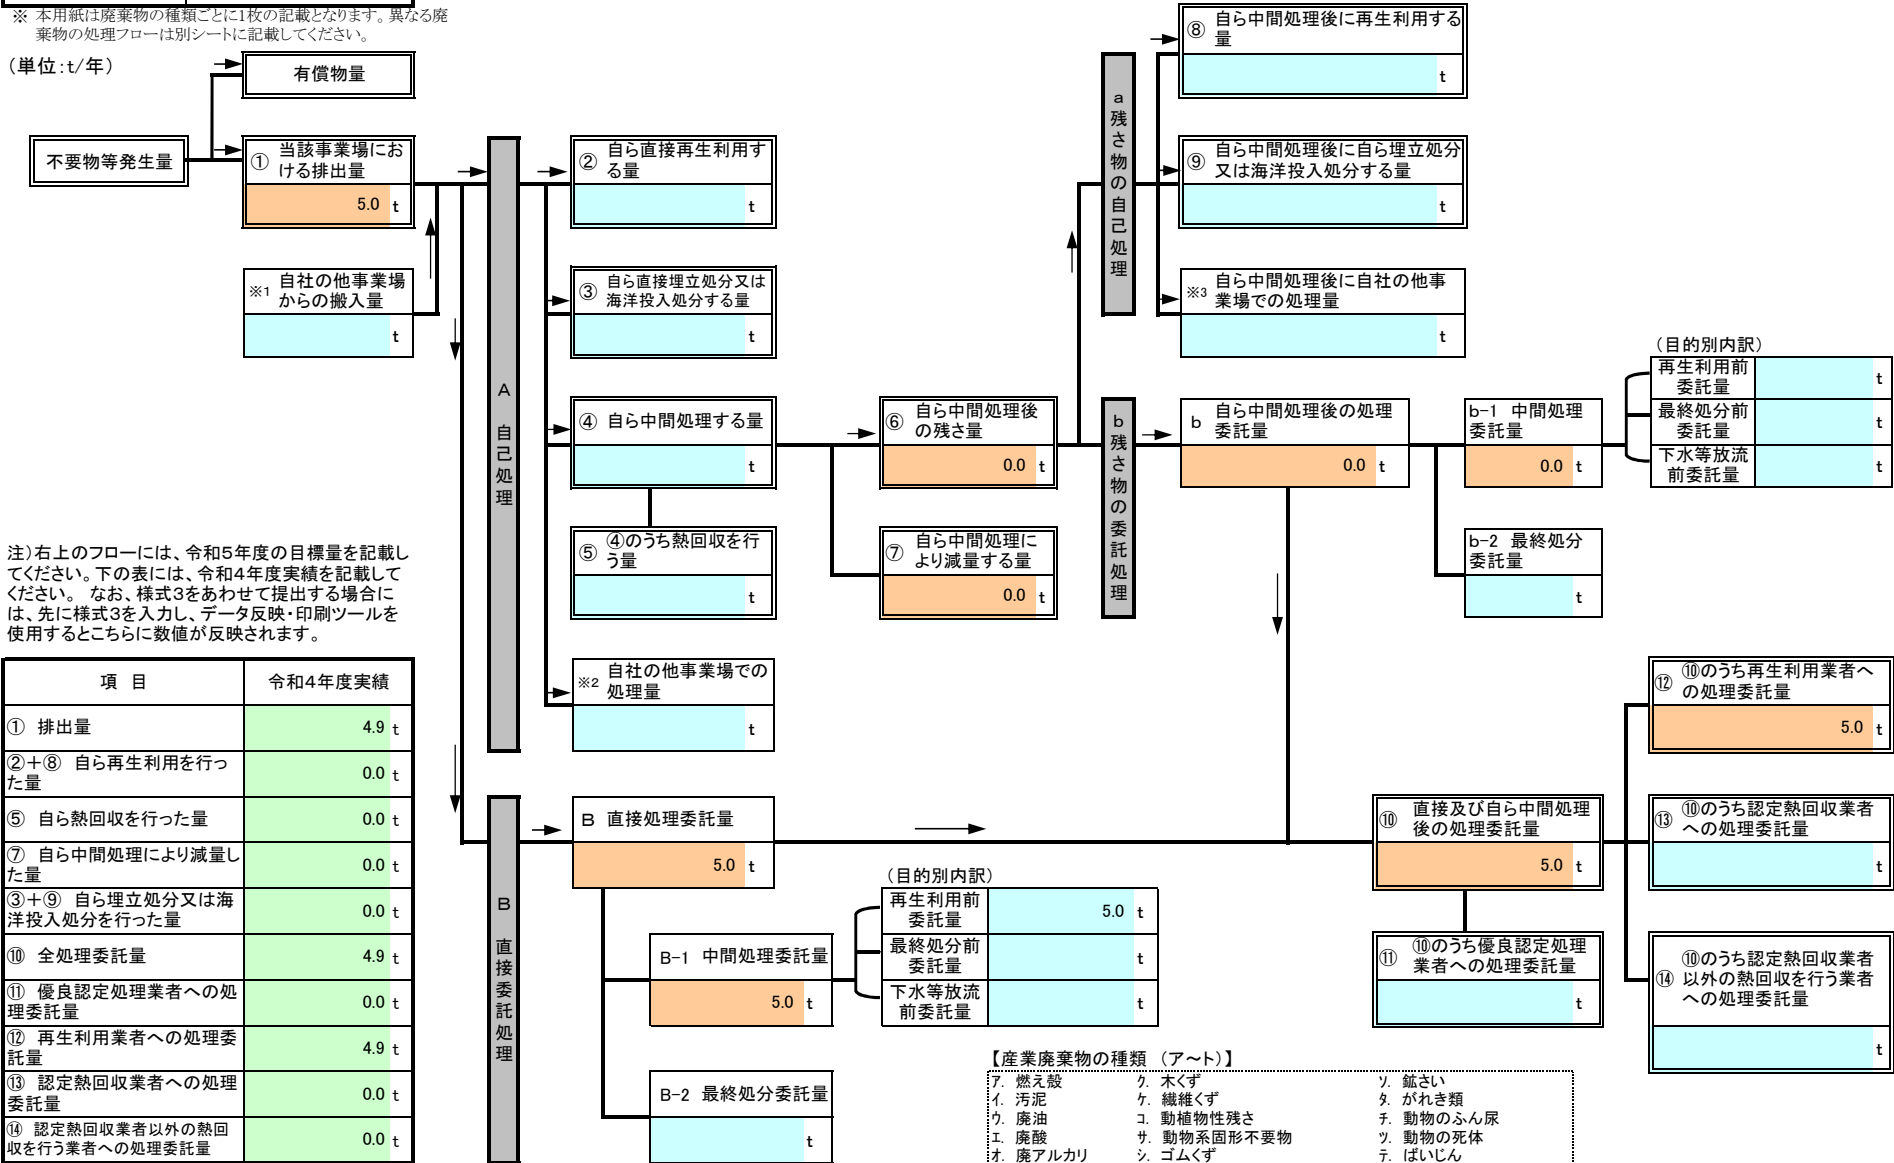 ※ 本用紙は廃棄物の種類ごとに1枚の記載となります。異なる廃
棄物の処理フローは別シートに記載してください。
（単位：t/年）
有償物量
不要物等発生量
① 当該事業場にお
ける排出量
5.0 t
※1 自社の他事業場
からの搬入量
t
A 自己処理
② 自ら直接再生利用す
る量
t
③ 自ら直接埋立処分又は
海洋投入処分する量
t
④ 自ら中間処理する量
t
⑤ ④のうち熱回収を行
う量
t
※2 自社の他事業場での
処理量
t
⑥ 自ら中間処理後
の残さ量
0.0 t
⑦ 自ら中間処理に
より減量する量
0.0 t
a 残さ物の自己処理
⑧ 自ら中間処理後に再生利用する
量
t
⑨ 自ら中間処理後に自ら埋立処分
又は海洋投入処分する量
t
※3 自ら中間処理後に自社の他事
業場での処理量
t
b 残さ物の委託処理
b 自ら中間処理後の処理
委託量
0.0 t
b-1 中間処理
委託量
0.0 t
b-2 最終処分
委託量
t
（目的別内訳）
再生利用前
委託量
t
最終処分前
委託量
t
下水等放流
前委託量
t
注）右上のフローには、令和５年度の目標量を記載し
てください。下の表には、令和４年度実績を記載して
ください。 なお、様式３をあわせて提出する場合に
は、先に様式３を入力し、データ反映・印刷ツールを
使用するとこちらに数値が反映されます。
項 目 令和４年度実績
① 排出量 4.9 t
②＋⑧ 自ら再生利用を行っ
た量 0.0 t
⑤ 自ら熱回収を行った量 0.0 t
⑦ 自ら中間処理により減量し
た量 0.0 t
③＋⑨ 自ら埋立処分又は海
洋投入処分を行った量 0.0 t
⑩ 全処理委託量 4.9 t
⑪ 優良認定処理業者への処
理委託量 0.0 t
⑫ 再生利用業者への処理委
託量 4.9 t
⑬ 認定熱回収業者への処理
委託量 0.0 t
⑭ 認定熱回収業者以外の熱回
収を行う業者への処理委託量 0.0 t
B 直接委託処理
B 直接処理委託量
5.0 t
B-1 中間処理委託量
5.0 t
B-2 最終処分委託量
t
（目的別内訳）
再生利用前
委託量
5.0 t
最終処分前
委託量
t
下水等放流
前委託量
t
⑩ 直接及び自ら中間処理
後の処理委託量
5.0 t
⑪ ⑩のうち優良認定処理
業者への処理委託量
t
⑫ ⑩のうち再生利用業者へ
の処理委託量
5.0 t
⑬ ⑩のうち認定熱回収業者
への処理委託量
t
⑭ ⑩のうち認定熱回収業者
以外の熱回収を行う業者
への処理委託量
t
【産業廃棄物の種類 （ア～ト）】
ｱ. 燃え殻 ｸ. 木くず ｿ. 鉱さい
ｲ. 汚泥 ｹ. 繊維くず ﾀ. がれき類
ｳ. 廃油 ｺ. 動植物性残さ ﾁ. 動物のふん尿
ｴ. 廃酸 ｻ. 動物系固形不要物 ﾂ. 動物の死体
ｵ. 廃アルカリ ｼ. ゴムくず ﾃ. ばいじん